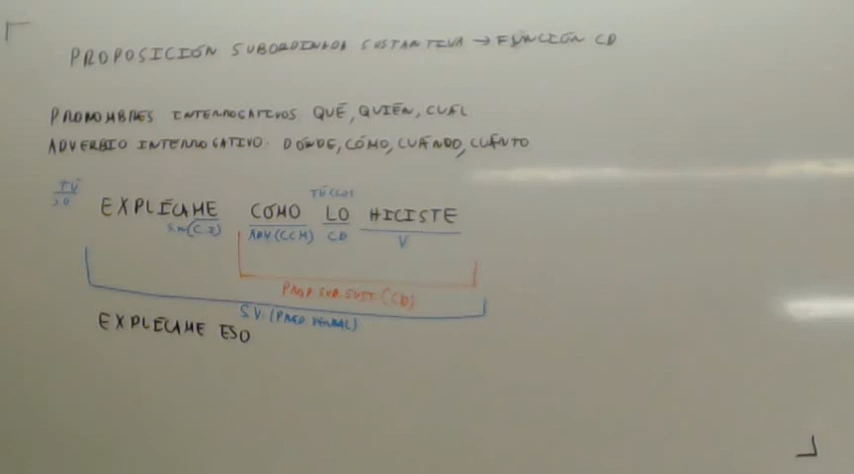 PROPOSICIÓN SUBORDINADA SUSTANTIVA → FUNCIÓN CD
PRONOMBRES INTERROGATIVOS QUÉ, QUIÉN, CUÁL
ADVERBIO INTERROGATIVO: DÓNDE, CÓMO, CUÁNDO, CUÁNTO
TÚ
EXPLÍCAME CÓMO LO HICISTE
SN (C.I) ADV (CCM) CD V
PROP. SUB. SUST. (CD)
S.V. (PRED. VERBAL)
EXPLÍCAME ESO